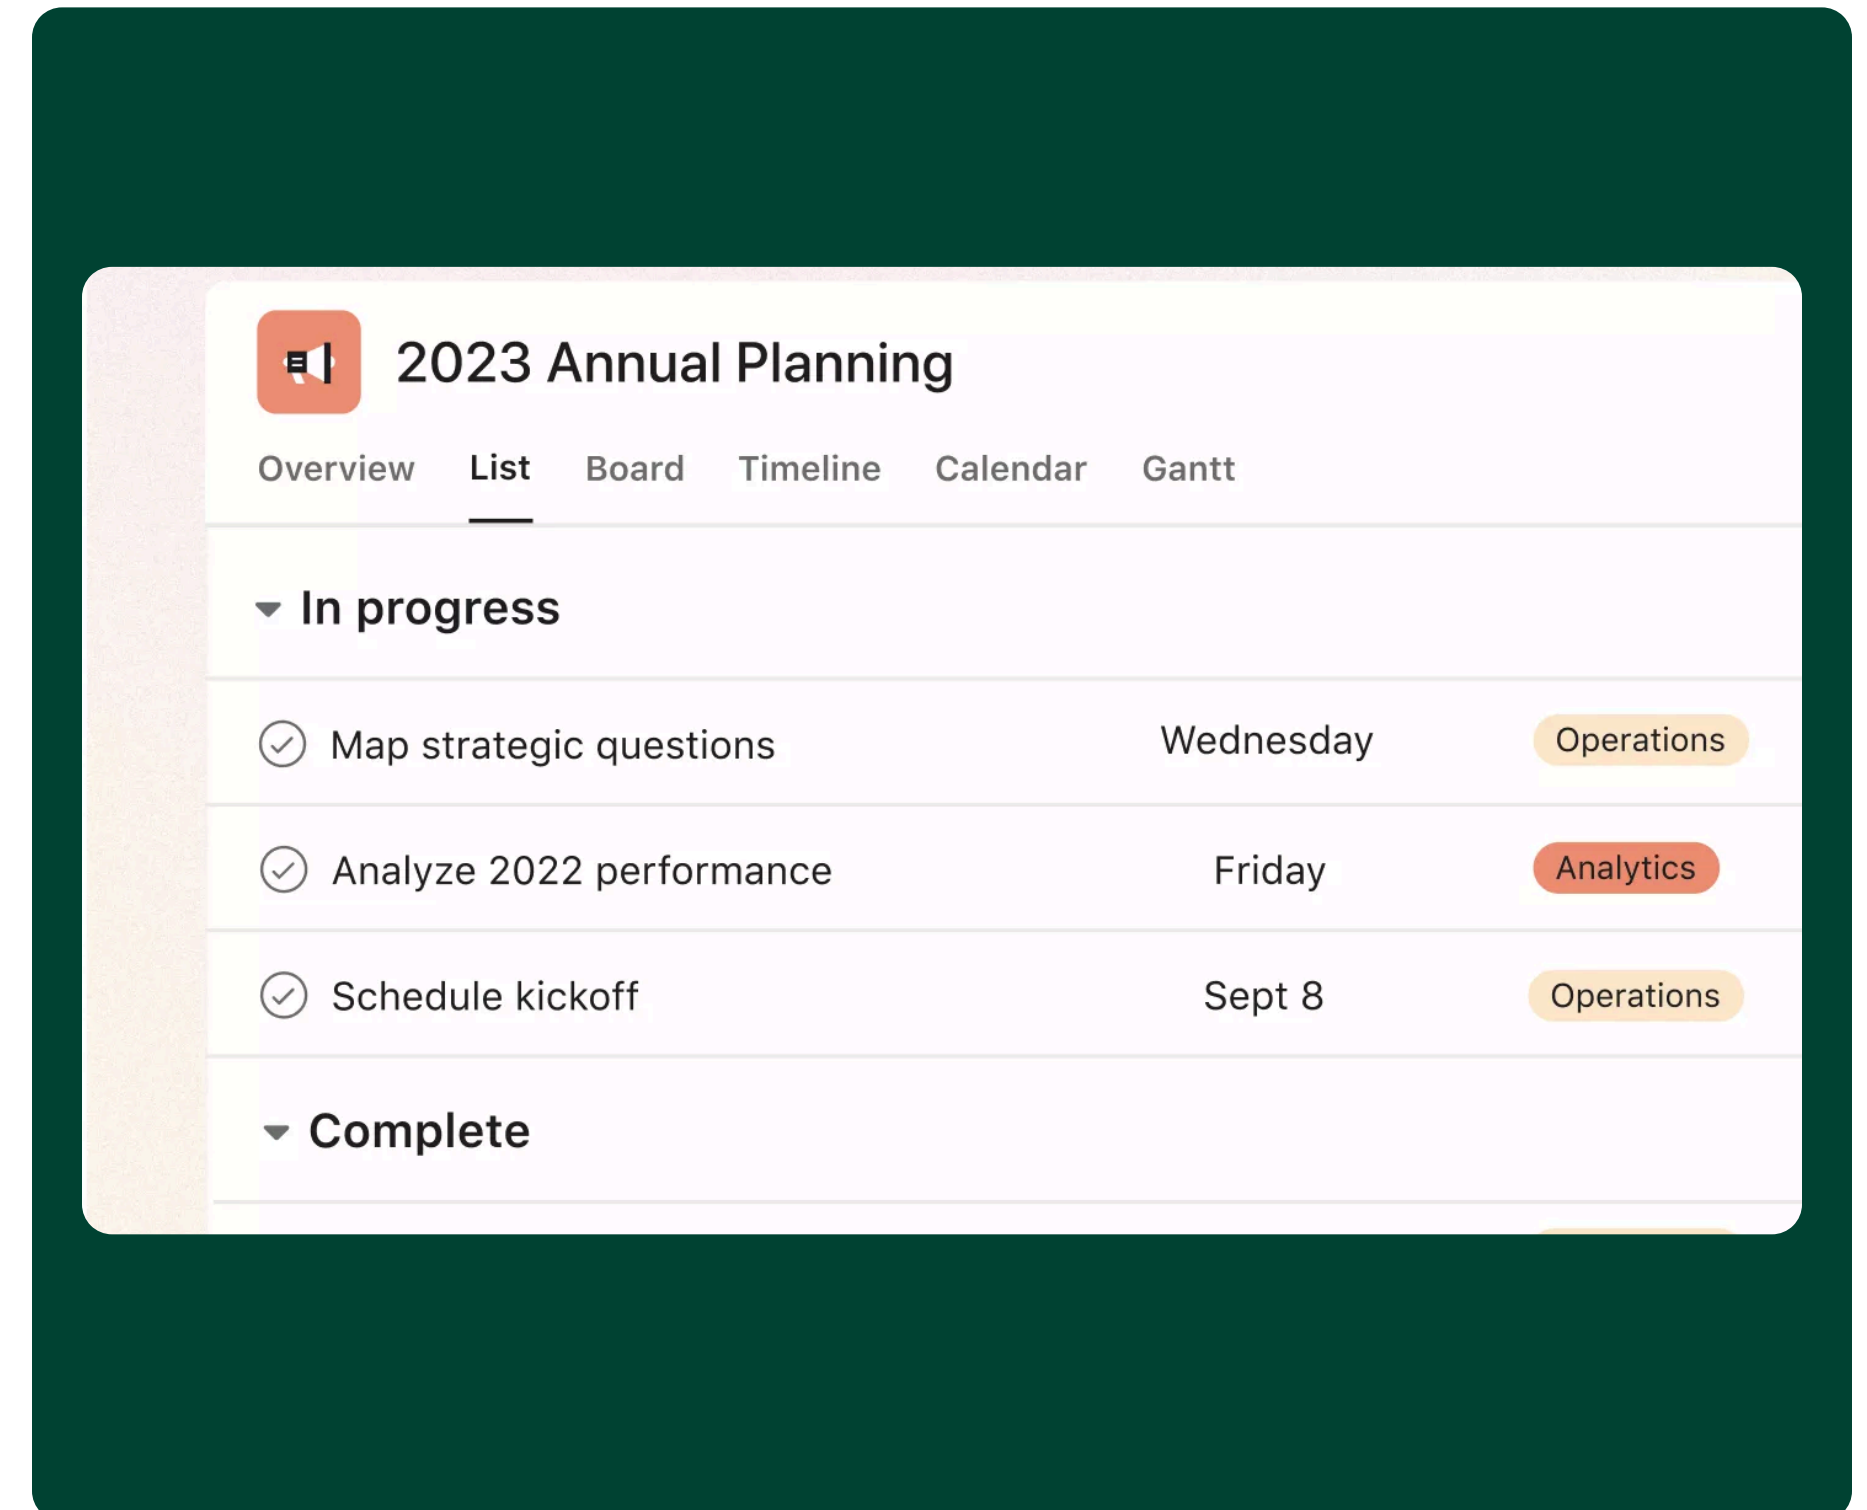 2023 Annual Planning
Overview List Board Timeline Calendar Gantt
In progress
Map strategic questions Wednesday Operations
Analyze 2022 performance Friday Analytics
Schedule kickoff Sept 8 Operations
Complete